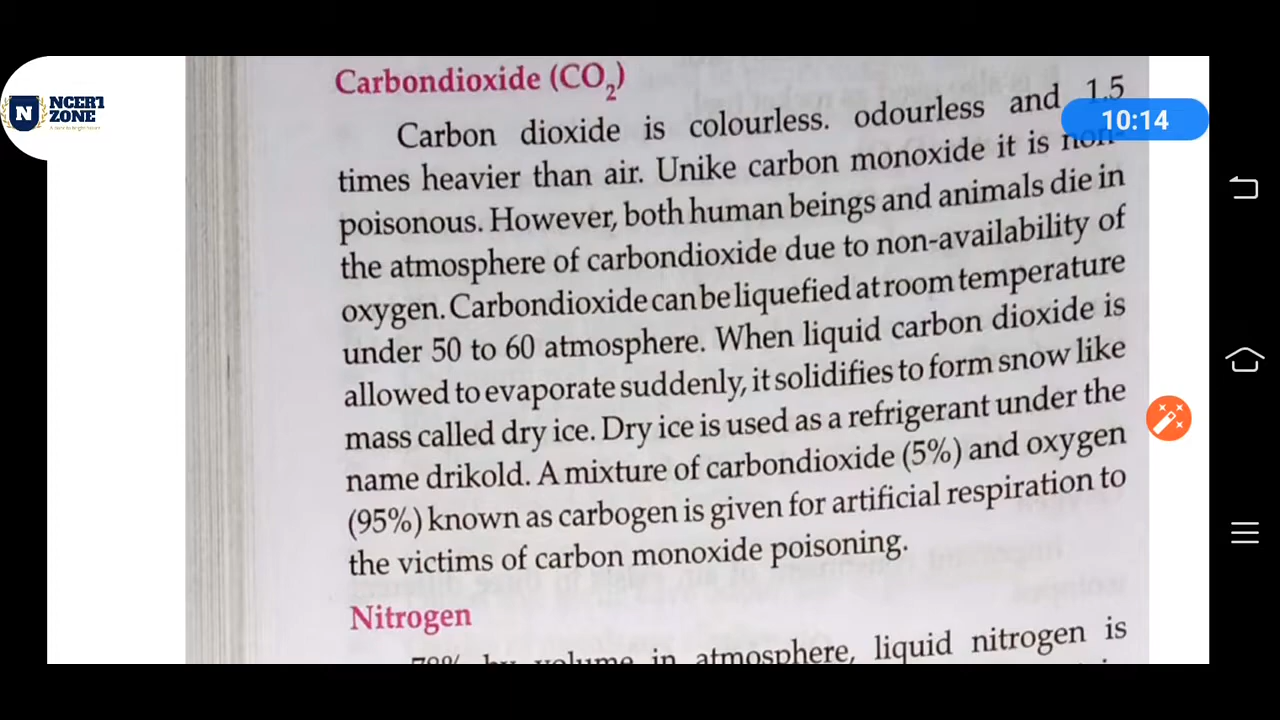 NCERT
ZONE
10:14
Carbondioxide (CO2)
Carbon dioxide is colourless. odourless and 1.5
times heavier than air. Unike carbon monoxide it is non-
poisonous. However, both human beings and animals die in
the atmosphere of carbondioxide due to non-availability of
oxygen. Carbondioxide can be liquefied at room temperature
under 50 to 60 atmosphere. When liquid carbon dioxide is
allowed to evaporate suddenly, it solidifies to form snow like
mass called dry ice. Dry ice is used as a refrigerant under the
name drikold. A mixture of carbondioxide (5%) and oxygen
(95%) known as carbogen is given for artificial respiration to
the victims of carbon monoxide poisoning.
Nitrogen
78% by volume in atmosphere, liquid nitrogen is